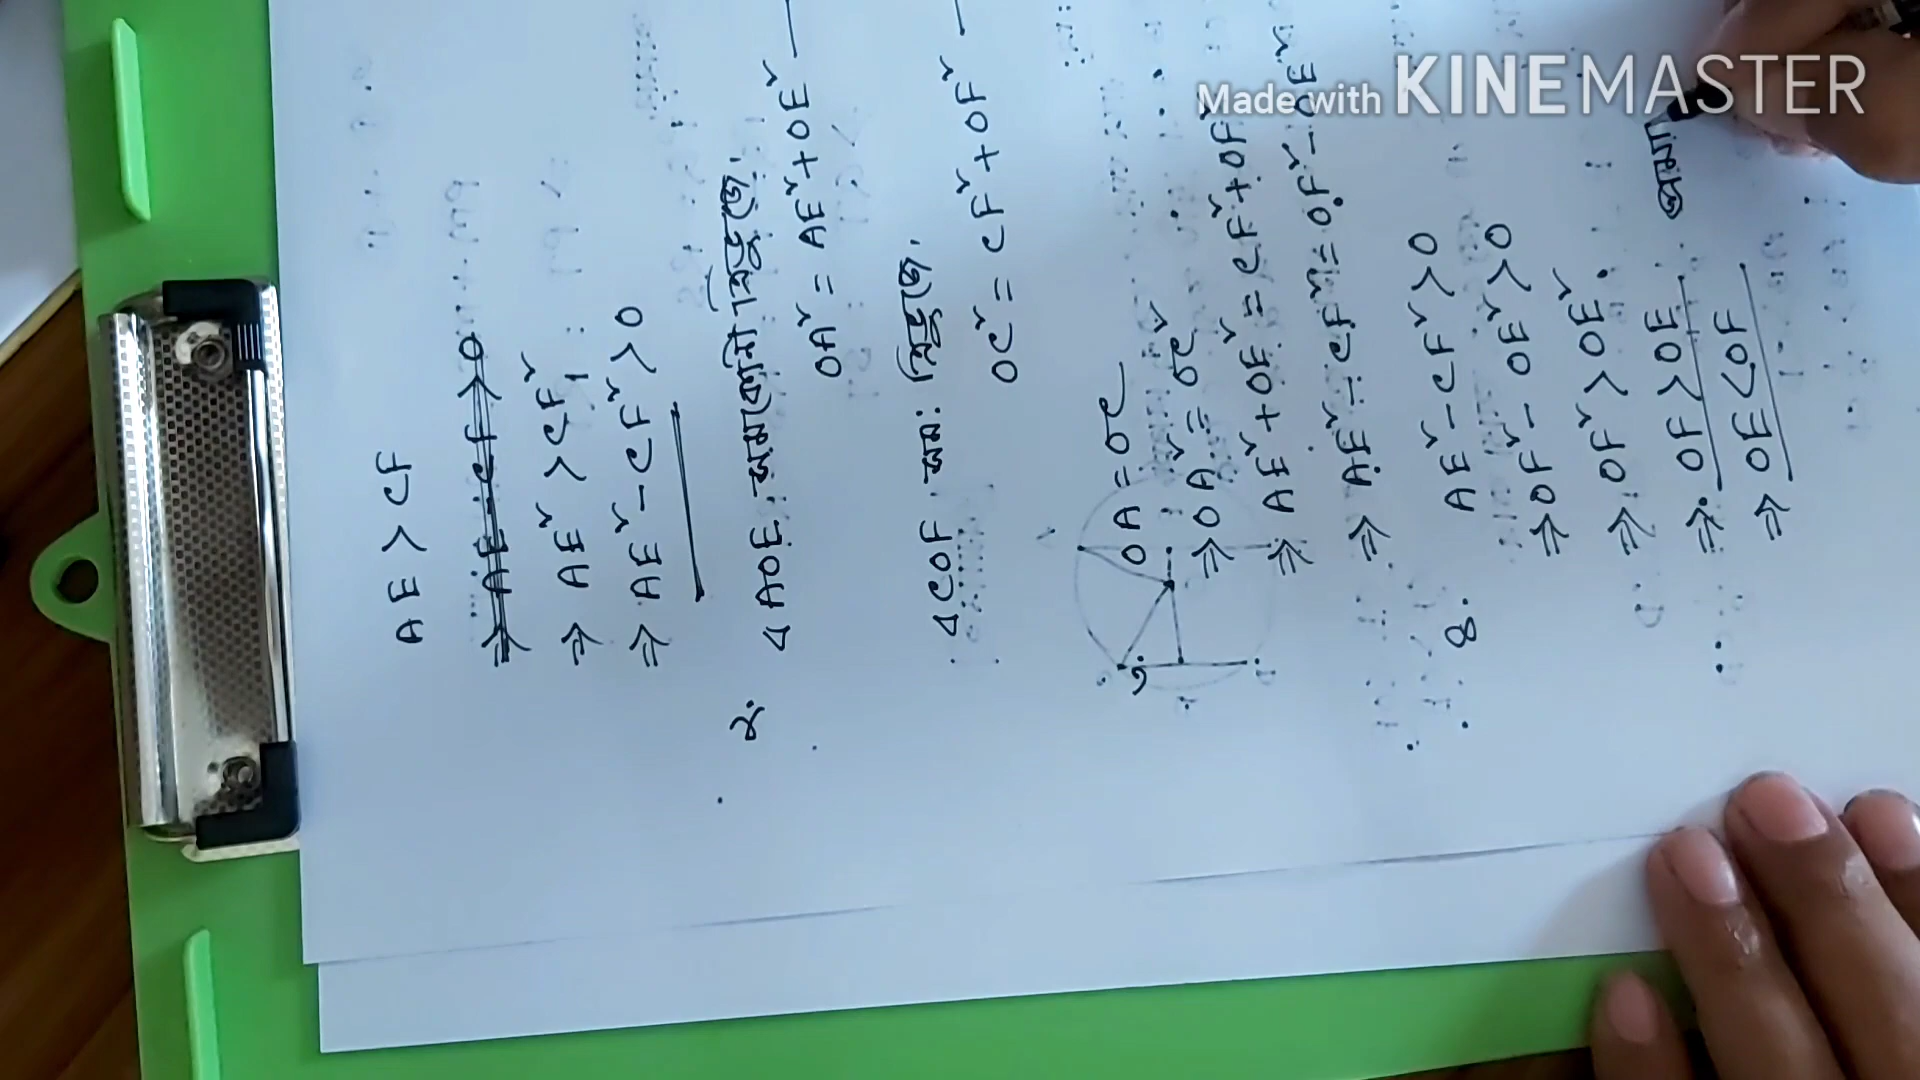 AE > CF
⇒ AE² > CF²
⇒ AE² - CF² > 0
২.
△AOE
OA² = AE² + OE² —
△COF
OC² = CF² + OF² —
OA = OC
⇒ OA² = OC²
⇒ AE² + OE² = CF² + OF²
⇒ AE² - CF² = OF² - OE²
৪. AE² - CF² > 0
⇒ OF² - OE² > 0
⇒ OF² > OE²
⇒ OF > OE
⇒ OE < OF
Made with KINEMASTER